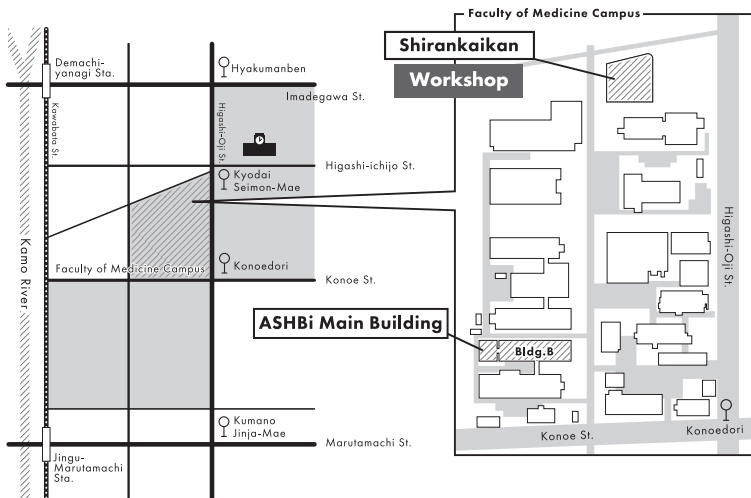 Faculty of Medicine Campus
Shirankaikan
Workshop
Demachi-
yanagi Sta.
Hyakumanben
Imadegawa St.
Kawabata St.
Higashi-Oji St.
Higashi-ichijo St.
Kyodai
Seimon-Mae
Kamo River
Faculty of Medicine Campus
Konoedori
Konoe St.
Higashi-Oji St.
ASHBi Main Building
Bldg.B
Kumano
Jinja-Mae
Marutamachi St.
Jingu-
Marutamachi
Sta.
Konoe St.
Konoedori